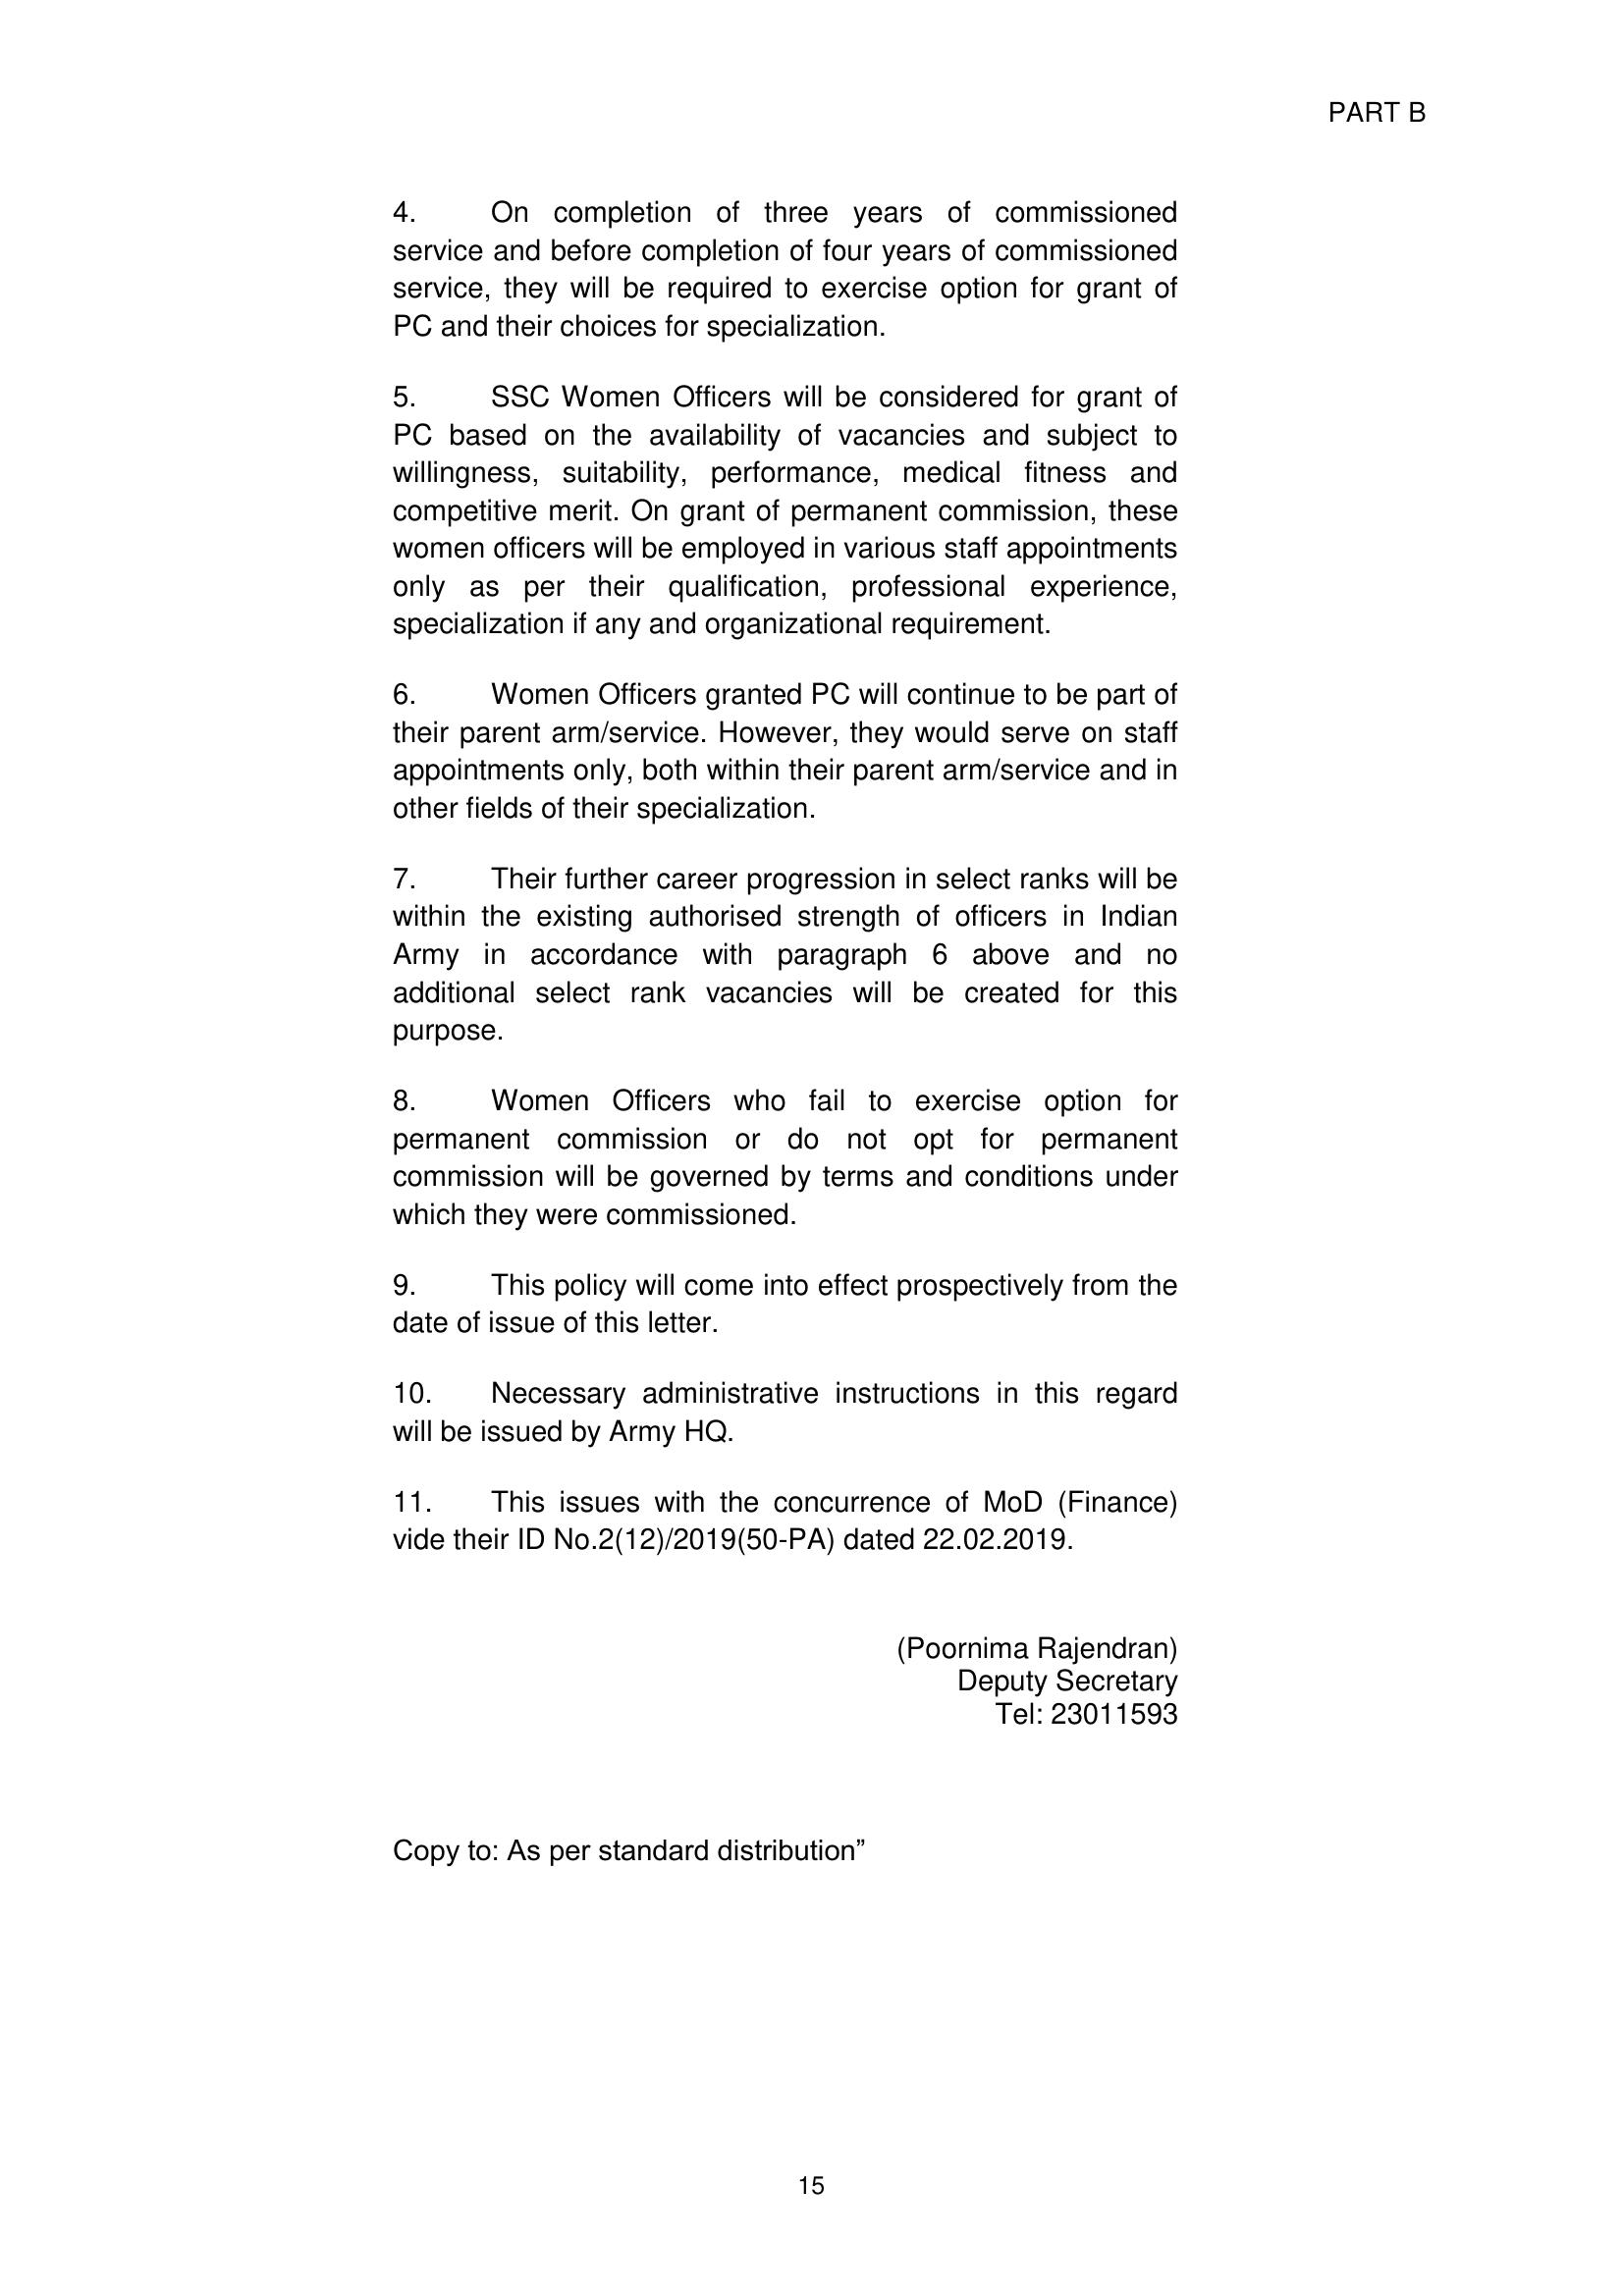 PART B
4. On completion of three years of commissioned
service and before completion of four years of commissioned
service, they will be required to exercise option for grant of
PC and their choices for specialization.
5. SSC Women Officers will be considered for grant of
PC based on the availability of vacancies and subject to
willingness, suitability, performance, medical fitness and
competitive merit. On grant of permanent commission, these
women officers will be employed in various staff appointments
only as per their qualification, professional experience,
specialization if any and organizational requirement.
6. Women Officers granted PC will continue to be part of
their parent arm/service. However, they would serve on staff
appointments only, both within their parent arm/service and in
other fields of their specialization.
7. Their further career progression in select ranks will be
within the existing authorised strength of officers in Indian
Army in accordance with paragraph 6 above and no
additional select rank vacancies will be created for this
purpose.
8. Women Officers who fail to exercise option for
permanent commission or do not opt for permanent
commission will be governed by terms and conditions under
which they were commissioned.
9. This policy will come into effect prospectively from the
date of issue of this letter.
10. Necessary administrative instructions in this regard
will be issued by Army HQ.
11. This issues with the concurrence of MoD (Finance)
vide their ID No.2(12)/2019(50-PA) dated 22.02.2019.
(Poornima Rajendran)
Deputy Secretary
Tel: 23011593
Copy to: As per standard distribution”
15